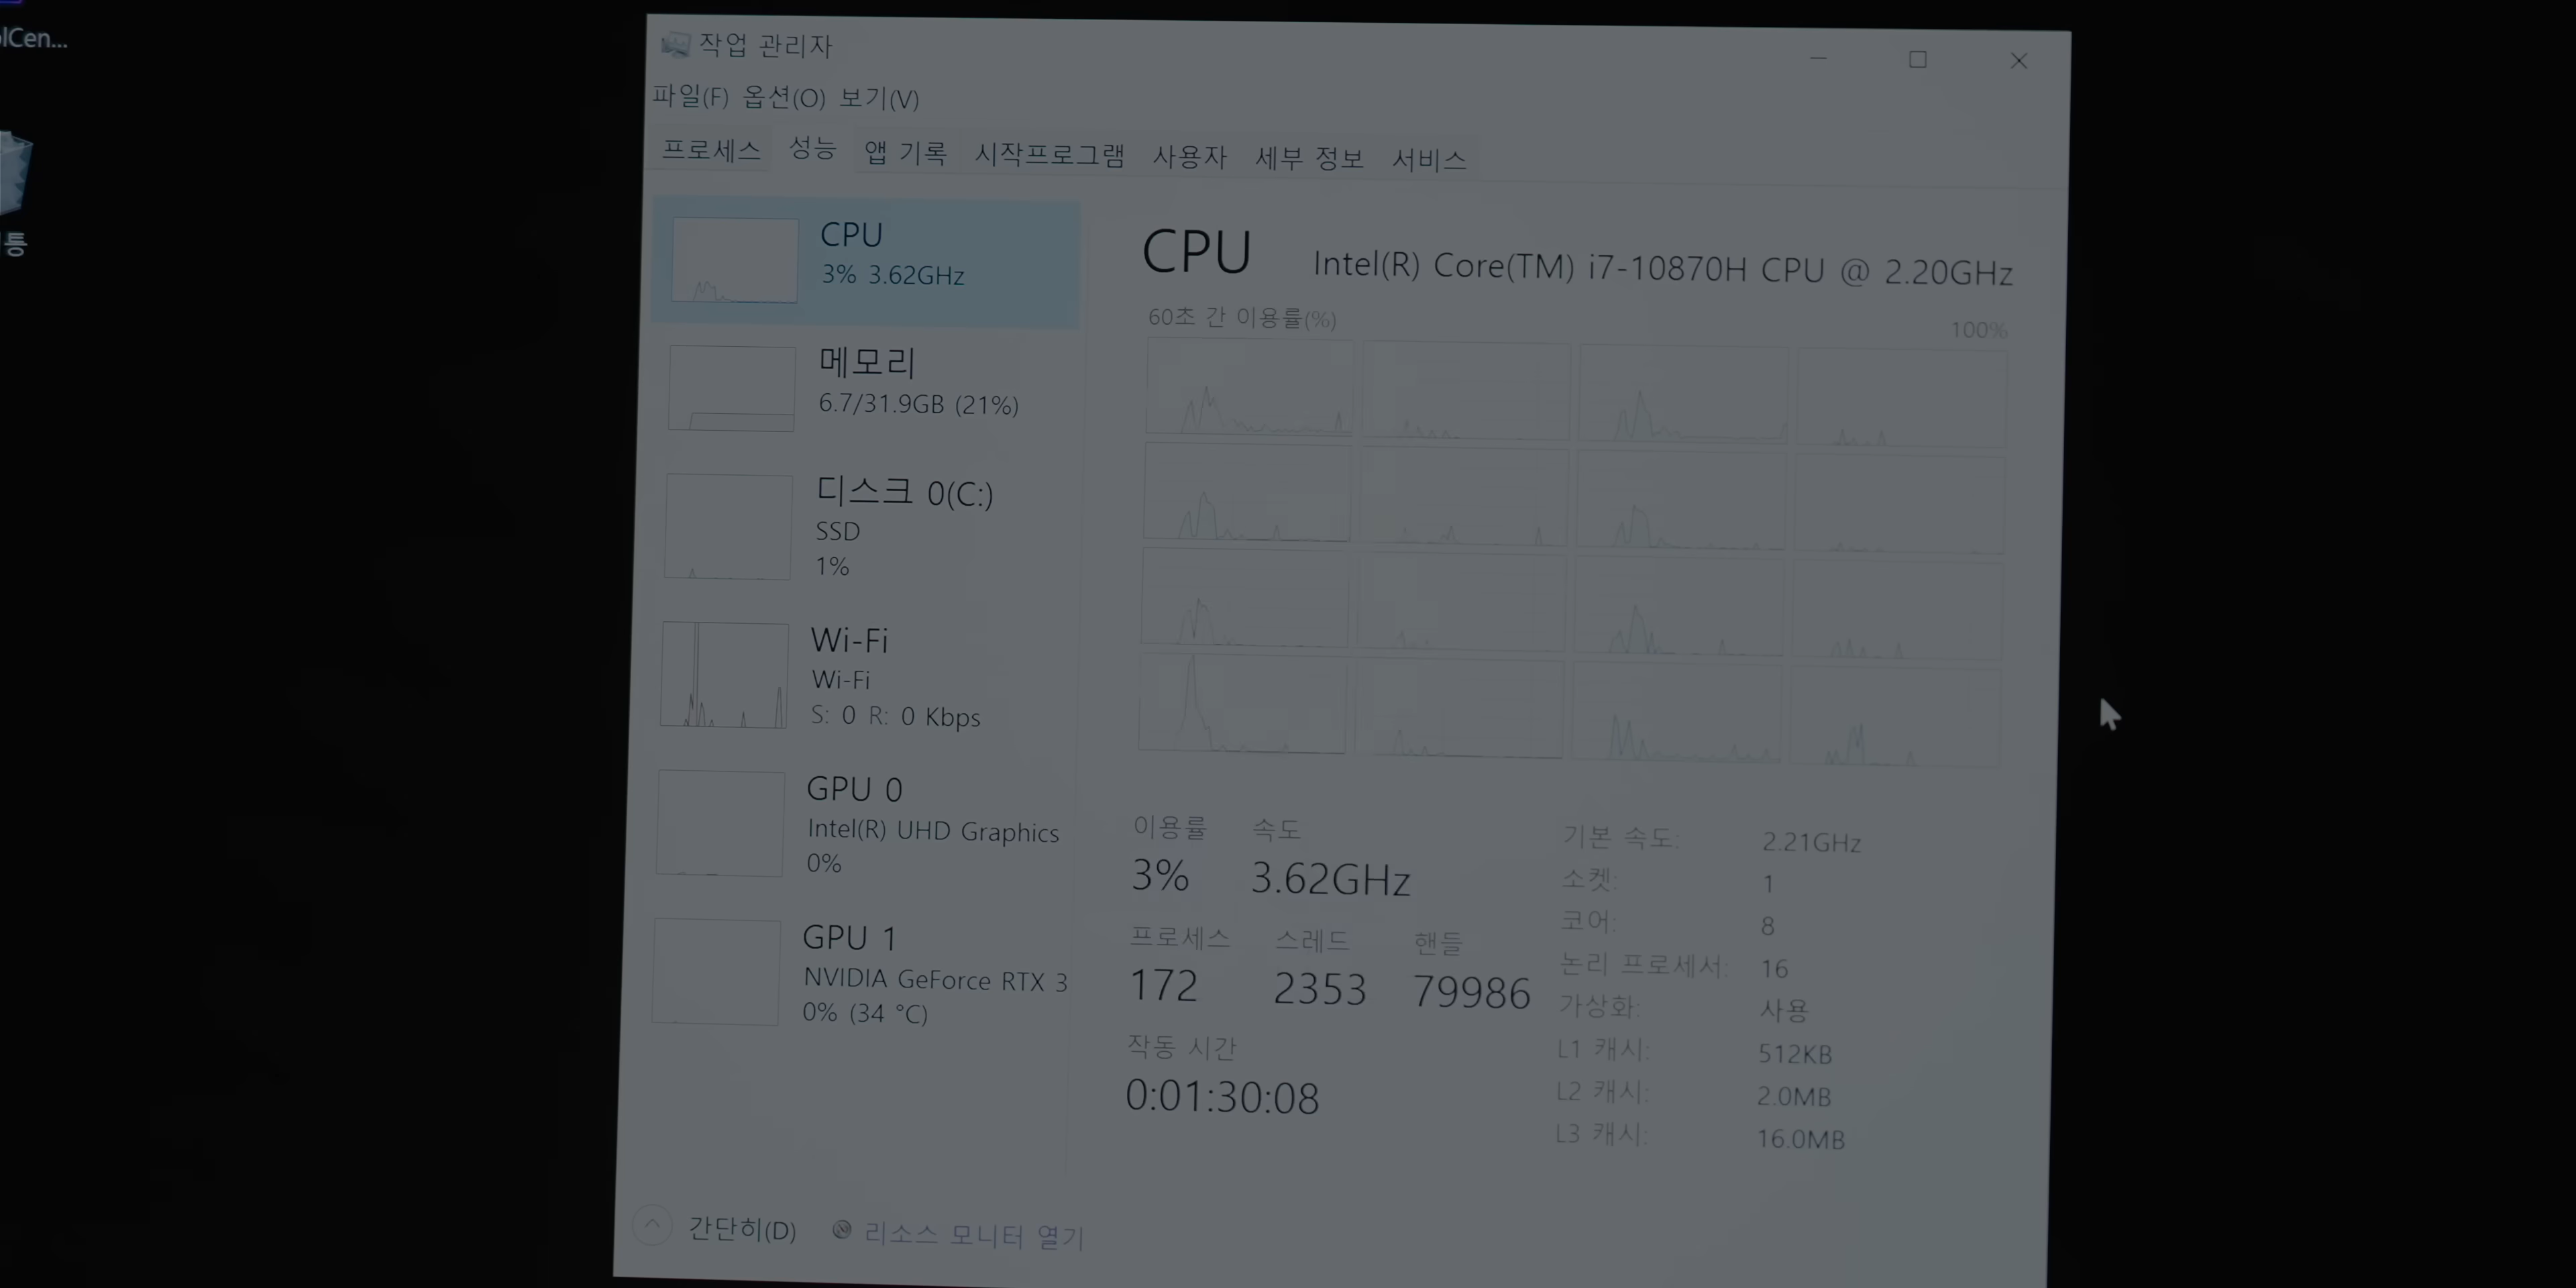 lCen...
등
작업 관리자
파일(F) 옵션(O) 보기(V)
프로세스 성능 앱 기록 시작프로그램 사용자 세부 정보 서비스
CPU
3% 3.62GHz
메모리
6.7/31.9GB (21%)
디스크 0(C:)
SSD
1%
Wi-Fi
Wi-Fi
S: 0 R: 0 Kbps
GPU 0
Intel(R) UHD Graphics
0%
GPU 1
NVIDIA GeForce RTX 3
0% (34 °C)
CPU Intel(R) Core(TM) i7-10870H CPU @ 2.20GHz
60초 간 이용률(%) 100%
이용률 속도
3% 3.62GHz
프로세스 스레드 핸들
172 2353 79986
작동 시간
0:01:30:08
기본 속도: 2.21GHz
소켓: 1
코어: 8
논리 프로세서: 16
가상화: 사용
L1 캐시: 512KB
L2 캐시: 2.0MB
L3 캐시: 16.0MB
간단히(D) 리소스 모니터 열기